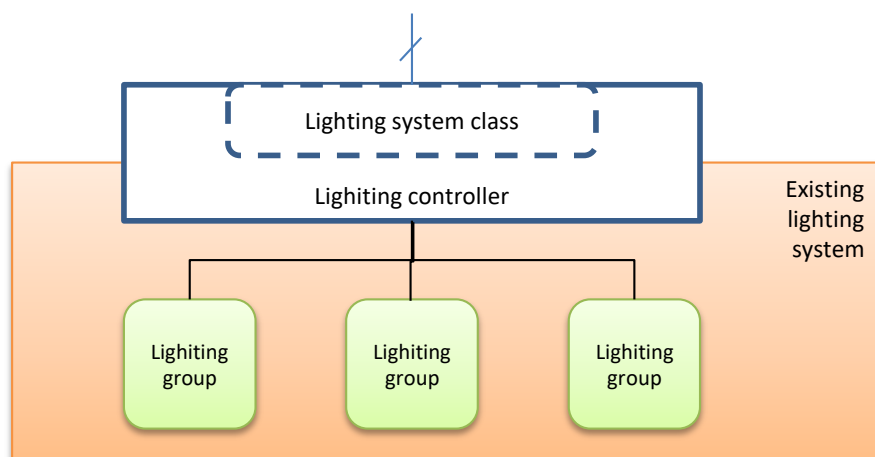 Lighting system class
Lighiting controller
Existing
lighting
system
Lighiting
group
Lighiting
group
Lighiting
group